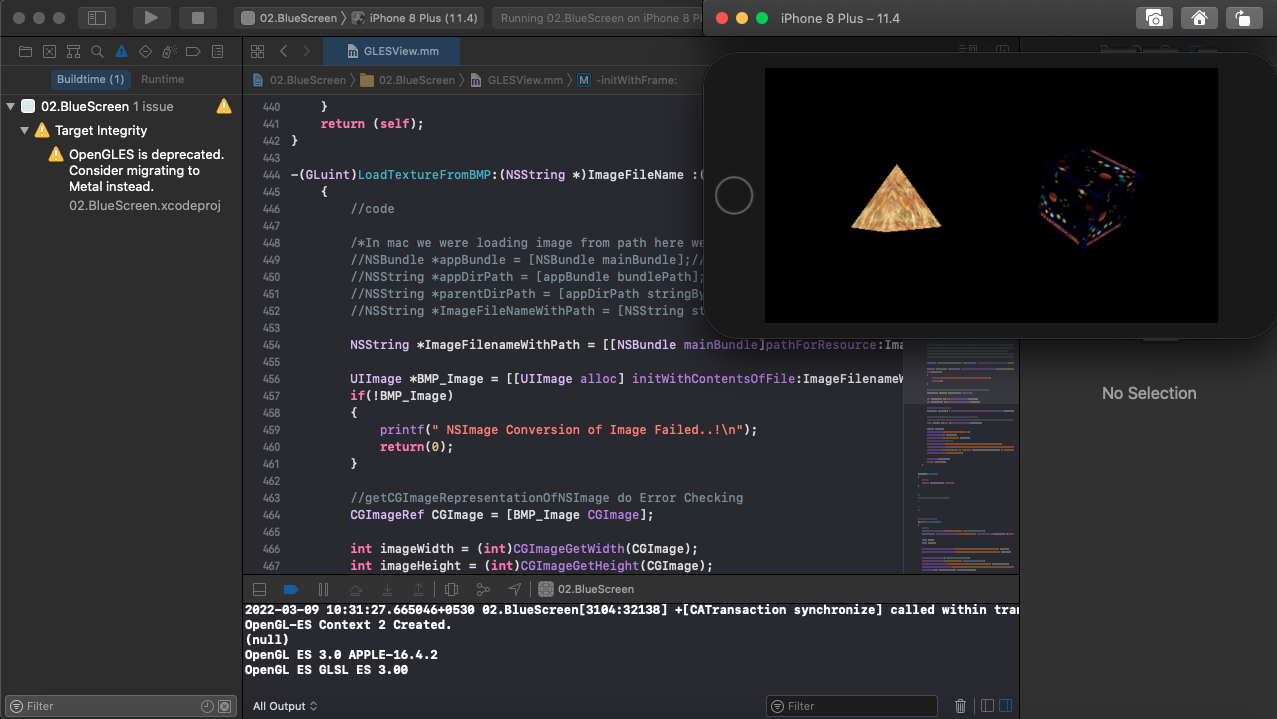 02.BlueScreen
iPhone 8 Plus (11.4)
Running 02.BlueScreen on iPhone 8
iPhone 8 Plus – 11.4
GLESView.mm
Buildtime (1)
Runtime
02.BlueScreen
02.BlueScreen
GLESView.mm
M
-initWithFrame:
02.BlueScreen 1 issue
Target Integrity
OpenGLES is deprecated.
Consider migrating to
Metal instead.
02.BlueScreen.xcodeproj
440 }
441 return (self);
442 }
443
444 -(GLuint)LoadTextureFromBMP:(NSString *)ImageFileName :(
445 {
446 //code
447
448 /*In mac we were loading image from path here we
449 //NSBundle *appBundle = [NSBundle mainBundle];//
450 //NSString *appDirPath = [appBundle bundlePath];
451 //NSString *parentDirPath = [appDirPath stringBy
452 //NSString *ImageFileNameWithPath = [NSString st
453
454 NSString *ImageFilenameWithPath = [[NSBundle mainBundle]pathForResource:Ima
455
456 UIImage *BMP_Image = [[UIImage alloc] initWithContentsOfFile:ImageFilenameW
457 if(!BMP_Image)
458 {
459 printf(" NSImage Conversion of Image Failed..!\n");
460 return(0);
461 }
462
463 //getCGImageRepresentationOfNSImage do Error Checking
464 CGImageRef CGImage = [BMP_Image CGImage];
465
466 int imageWidth = (int)CGImageGetWidth(CGImage);
467 int imageHeight = (int)CGImageGetHeight(CGImage);
No Selection
02.BlueScreen
2022-03-09 10:31:27.665046+0530 02.BlueScreen[3104:32138] +[CATransaction synchronize] called within tran
OpenGL-ES Context 2 Created.
(null)
OpenGL ES 3.0 APPLE-16.4.2
OpenGL ES GLSL ES 3.00
Filter
All Output
Filter